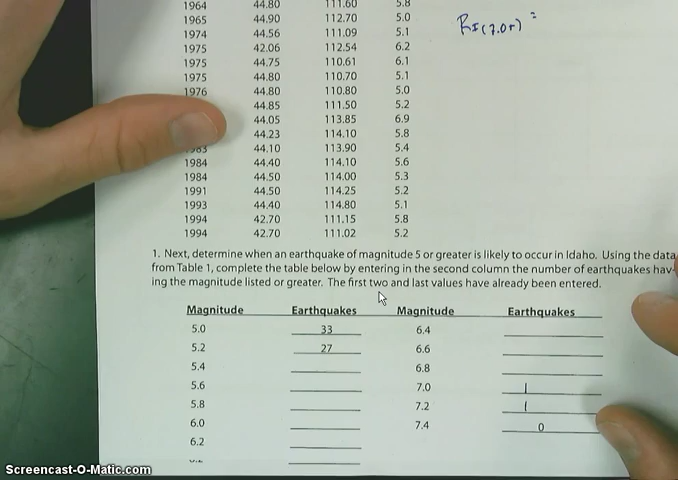 1964 44.80 111.60 5.8
1965 44.90 112.70 5.0
1974 44.56 111.09 5.1
1975 42.06 112.54 6.2
1975 44.75 110.61 6.1
1975 44.80 110.70 5.1
1976 44.80 110.80 5.0
44.85 111.50 5.2
44.05 113.85 6.9
44.23 114.10 5.8
44.10 113.90 5.4
1984 44.40 114.10 5.6
1984 44.50 114.00 5.3
1991 44.50 114.25 5.2
1993 44.40 114.80 5.1
1994 42.70 111.15 5.8
1994 42.70 111.02 5.2
RI(7.0+) =
1. Next, determine when an earthquake of magnitude 5 or greater is likely to occur in Idaho. Using the data
from Table 1, complete the table below by entering in the second column the number of earthquakes hav-
ing the magnitude listed or greater. The first two and last values have already been entered.
Magnitude Earthquakes Magnitude Earthquakes
5.0 33 6.4
5.2 27 6.6
5.4 6.8
5.6 7.0 1
5.8 7.2 1
6.0 7.4 0
6.2
Screencast-O-Matic.com